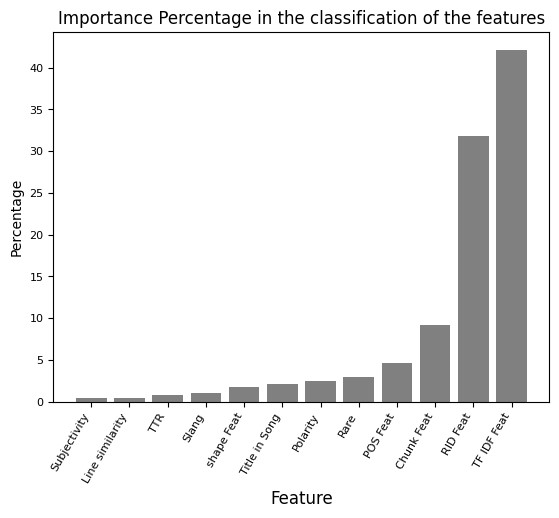 Importance Percentage in the classification of the features
Percentage
40
35
30
25
20
15
10
5
0
Subjectivity
Line similarity
TTR
Slang
shape Feat
Title in Song
Polarity
Rare
POS Feat
Chunk Feat
RID Feat
TF IDF Feat
Feature